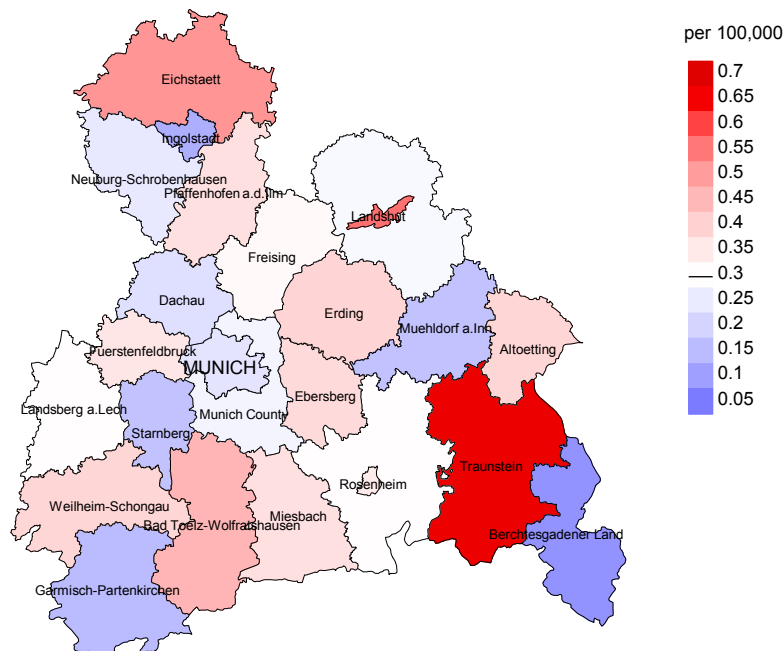 per 100,000
0.7
0.65
0.6
0.55
0.5
0.45
0.4
0.35
0.3
0.25
0.2
0.15
0.1
0.05
Eichstaett
Ingolstadt
Neuburg-Schrobenhausen
Pfaffenhofen a.d.Ilm
Landshut
Freising
Dachau
Erding
Muehldorf a.Inn
Altoetting
Fuerstenfeldbruck
MUNICH
Ebersberg
Landsberg a.Lech
Munich County
Starnberg
Traunstein
Rosenheim
Weilheim-Schongau
Miesbach
Bad Toelz-Wolfratshausen
Berchtesgadener Land
Garmisch-Partenkirchen